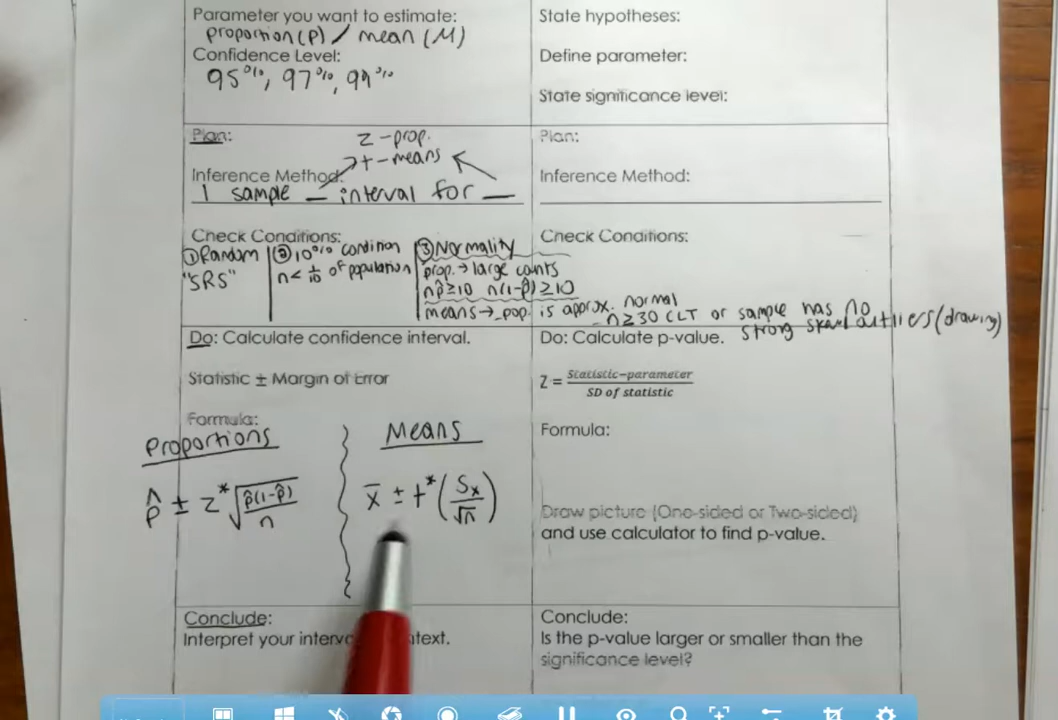 Parameter you want to estimate:
proportion (p) / mean (μ)
Confidence Level:
95%, 97%, 99%
State hypotheses:
Define parameter:
State significance level:
Plan:
z - prop.
t - means
Inference Method:
1 sample _ interval for _
Plan:
Inference Method:
Check Conditions:
① Random
"SRS"
② 10% condition
n < 1/10 of population
③ Normality
prop. → large counts
np̂ ≥ 10 n(1-p̂) ≥ 10
means → pop. is approx. normal
- n ≥ 30 CLT or sample has no
strong skew/outliers (drawing)
Check Conditions:
Do: Calculate confidence interval.
Statistic ± Margin of Error
Formula:
Proportions
p̂ ± z* √(p̂(1-p̂)/n)
Means
x̄ ± t* (Sx/√n)
Do: Calculate p-value.
Z = Statistic-parameter / SD of statistic
Formula:
Draw picture (One-sided or Two-sided)
and use calculator to find p-value.
Conclude:
Interpret your text.
Conclude:
Is the p-value larger or smaller than the
significance level?